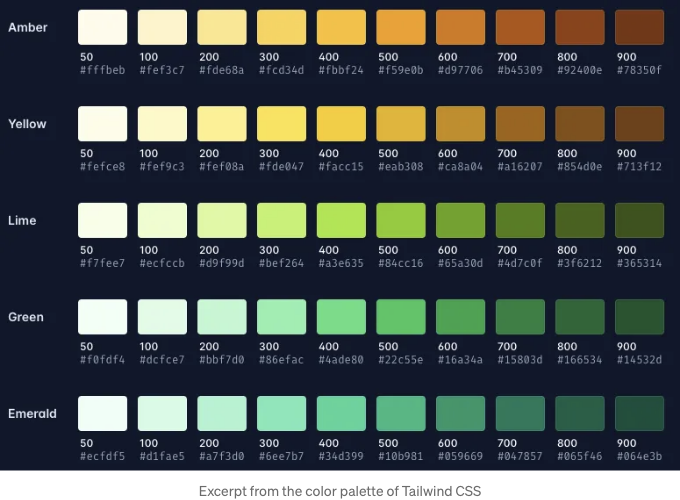 Amber
50 100 200 300 400 500 600 700 800 900
#fffbeb #fef3c7 #fde68a #fcd34d #fbbf24 #f59e0b #d97706 #b45309 #92400e #78350f
Yellow
50 100 200 300 400 500 600 700 800 900
#fefce8 #fef9c3 #fef08a #fde047 #facc15 #eab308 #ca8a04 #a16207 #854d0e #713f12
Lime
50 100 200 300 400 500 600 700 800 900
#f7fee7 #ecfccb #d9f99d #bef264 #a3e635 #84cc16 #65a30d #4d7c0f #3f6212 #365314
Green
50 100 200 300 400 500 600 700 800 900
#f0fdf4 #dcfce7 #bbf7d0 #86efac #4ade80 #22c55e #16a34a #15803d #166534 #14532d
Emerald
50 100 200 300 400 500 600 700 800 900
#ecfdf5 #d1fae5 #a7f3d0 #6ee7b7 #34d399 #10b981 #059669 #047857 #065f46 #064e3b
Excerpt from the color palette of Tailwind CSS